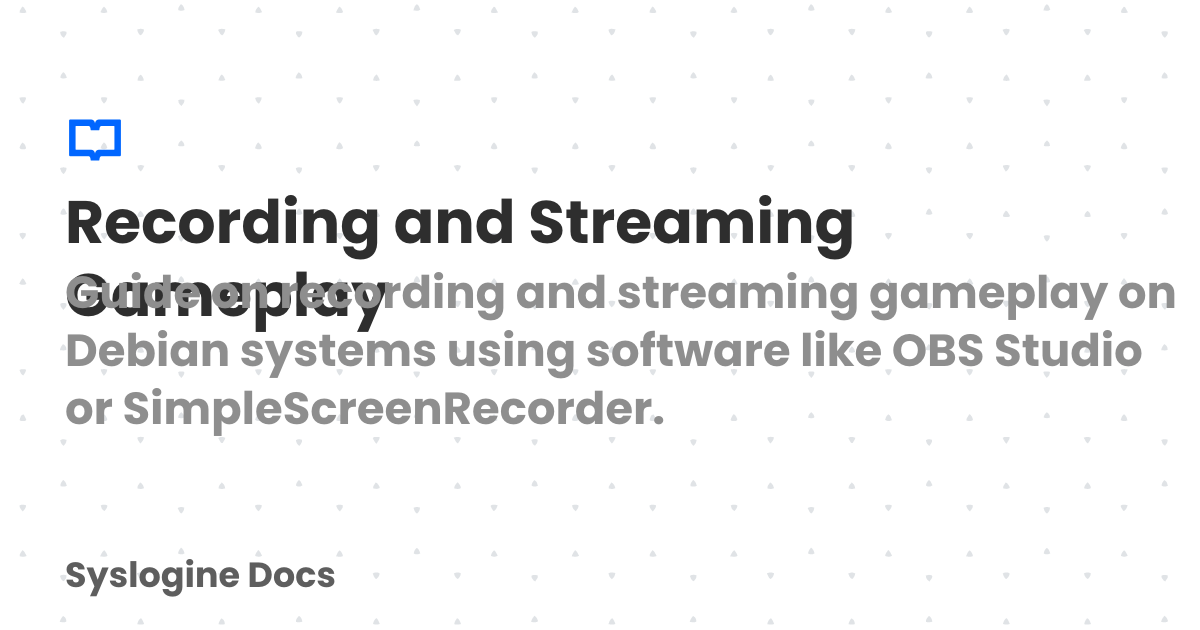 Recording and Streaming
Gameplay
Guide on recording and streaming gameplay on
Debian systems using software like OBS Studio
or SimpleScreenRecorder.
Syslogine Docs